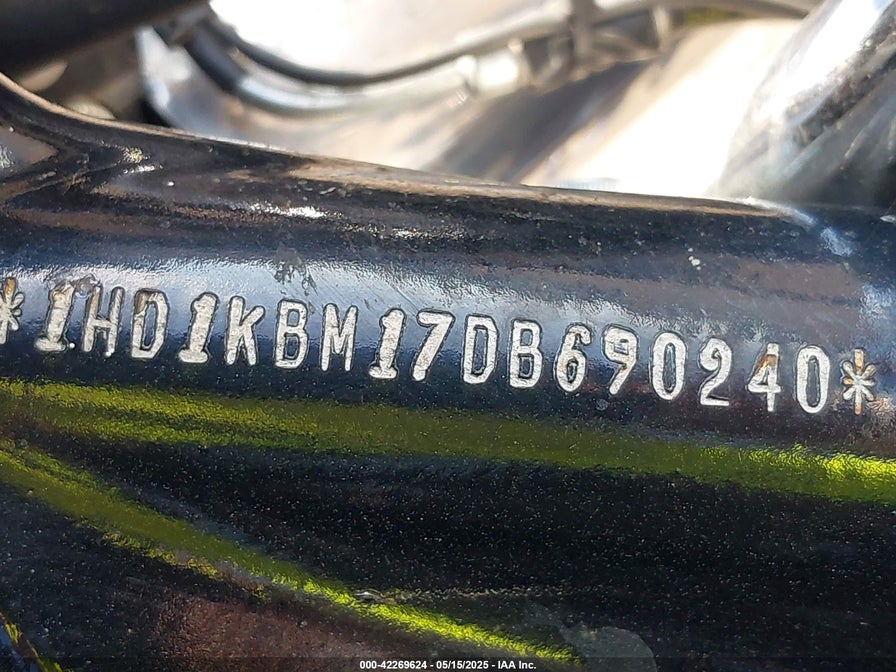 *1HD1KBM17DB690240*
000-42269624 - 05/15/2025 - IAA Inc.